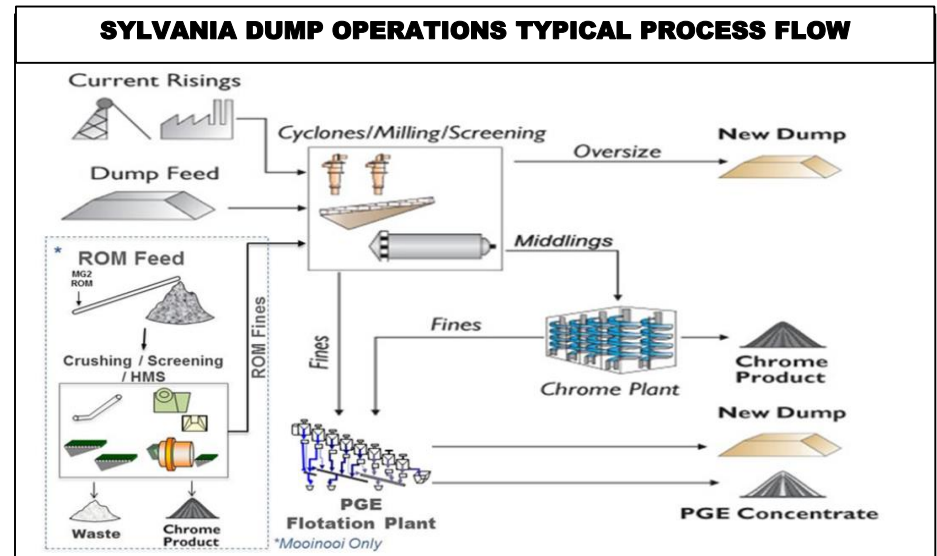 SYLVANIA DUMP OPERATIONS TYPICAL PROCESS FLOW
Current Risings
Cyclones/Milling/Screening
Oversize
New Dump
Dump Feed
Middlings
*
ROM Feed
MG2
ROM
ROM Fines
Fines
Fines
Crushing / Screening
/ HMS
Chrome Plant
Chrome
Product
New Dump
Waste
Chrome
Product
PGE
Flotation Plant
*Mooinooi Only
PGE Concentrate